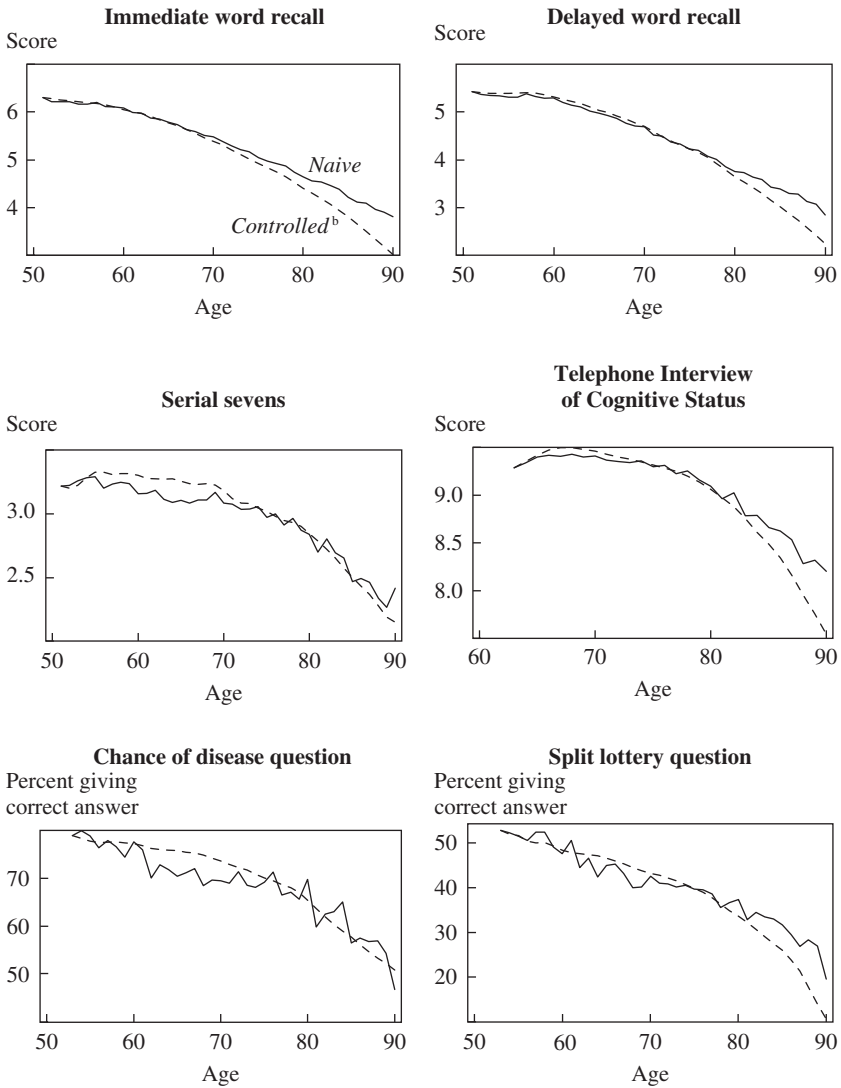 Immediate word recall
Score
6
5
4
Naive
Controlled b
50 60 70 80 90
Age
Delayed word recall
Score
5
4
3
50 60 70 80 90
Age
Serial sevens
Score
3.0
2.5
50 60 70 80 90
Age
Telephone Interview
of Cognitive Status
Score
9.0
8.5
8.0
60 70 80 90
Age
Chance of disease question
Percent giving
correct answer
70
60
50
50 60 70 80 90
Age
Split lottery question
Percent giving
correct answer
50
40
30
20
50 60 70 80 90
Age